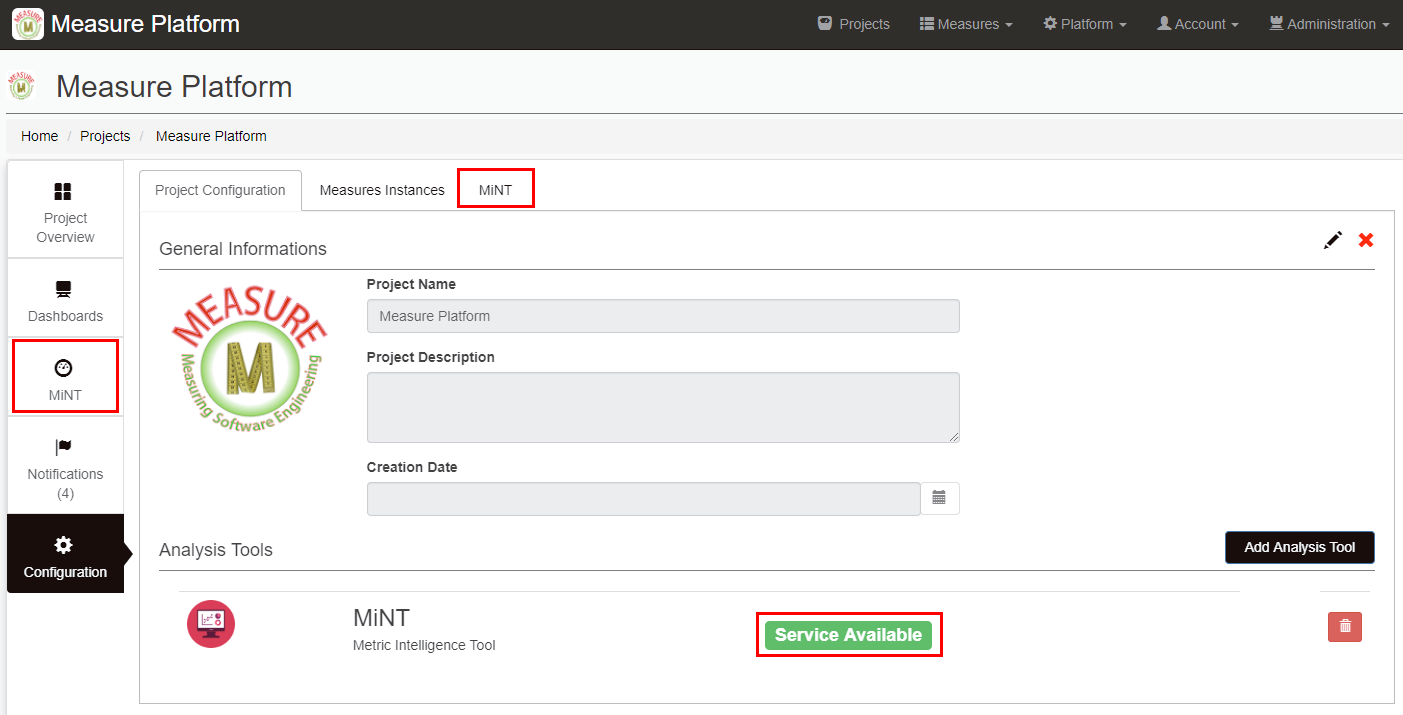 Measure Platform
Projects Measures Platform Account Administration
MEASURE
M
Measure Platform
Home / Projects / Measure Platform
Project
Overview
Dashboards
MiNT
Notifications
(4)
Configuration
Project Configuration Measures Instances MiNT
General Informations
MEASURE
M
Measuring Software Engineering
Project Name
Measure Platform
Project Description
Creation Date
Analysis Tools Add Analysis Tool
MiNT
Metric Intelligence Tool
Service Available